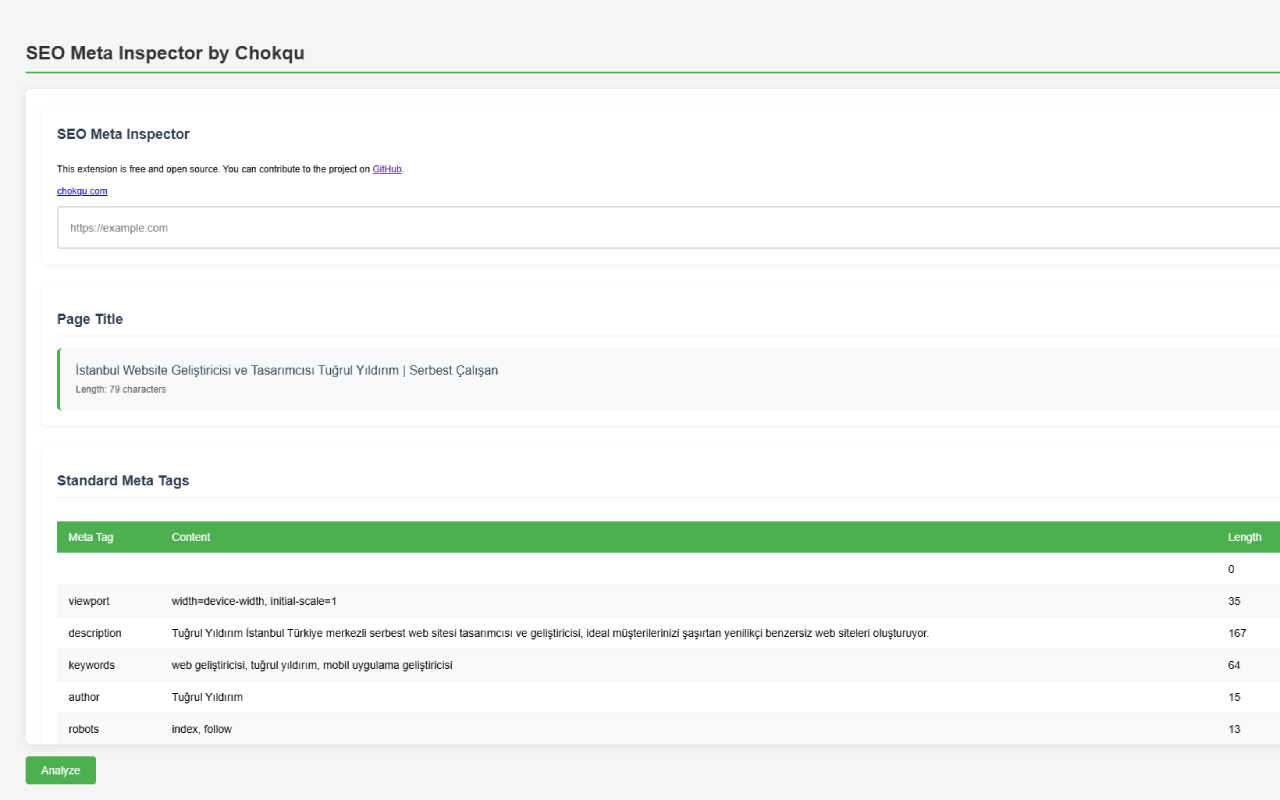 SEO Meta Inspector by Chokqu
SEO Meta Inspector
This extension is free and open source. You can contribute to the project on GitHub.
chokqu.com
https://example.com
Page Title
İstanbul Website Geliştiricisi ve Tasarımcısı Tuğrul Yıldırım | Serbest Çalışan
Length: 79 characters
Standard Meta Tags
Meta Tag Content Length
0
viewport width=device-width, initial-scale=1 35
description Tuğrul Yıldırım İstanbul Türkiye merkezli serbest web sitesi tasarımcısı ve geliştiricisi, ideal müşterilerinizi şaşırtan yenilikçi benzersiz web siteleri oluşturuyor. 167
keywords web geliştiricisi, tuğrul yıldırım, mobil uygulama geliştiricisi 64
author Tuğrul Yıldırım 15
robots index, follow 13
Analyze